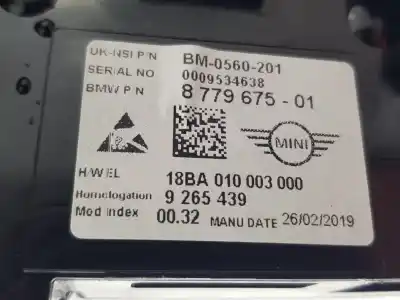 UK-NSI P/N BM-0560-201
SERIAL NO 0009534638
BMW P/N 8 779 675 - 01
MINI
H/W EL 18BA 010 003 000
Homologation 9 265 439
Mod Index 00.32 MANU DATE 26/02/2019